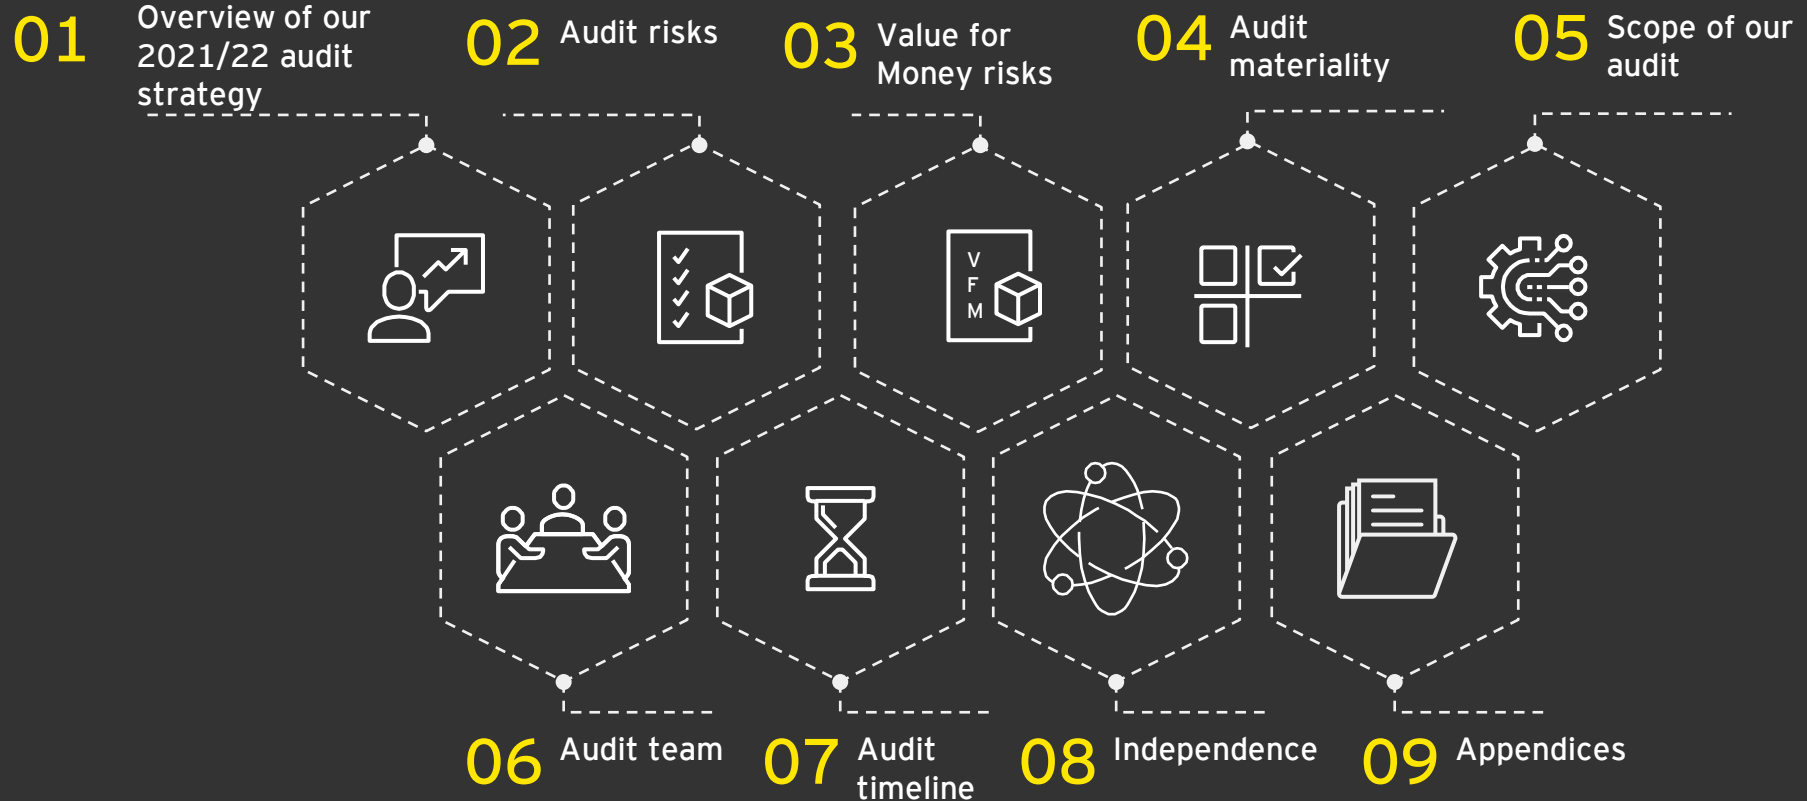 01
Overview of our
2021/22 audit
strategy
02
Audit risks
03
Value for
Money risks
04
Audit
materiality
05
Scope of our
audit
V
F
M
06
Audit team
07
Audit
timeline
08
Independence
09
Appendices